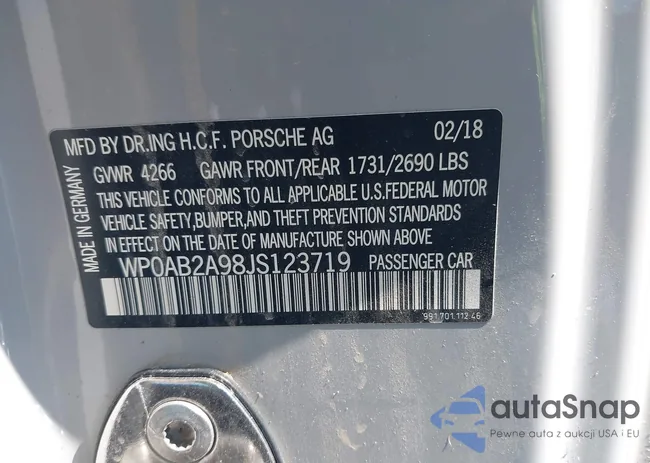 MFD BY DR.ING H.C.F. PORSCHE AG 02/18
GVWR 4266 GAWR FRONT/REAR 1731/2690 LBS
THIS VEHICLE CONFORMS TO ALL APPLICABLE U.S.FEDERAL MOTOR
VEHICLE SAFETY,BUMPER,AND THEFT PREVENTION STANDARDS
IN EFFECT ON THE DATE OF MANUFACTURE SHOWN ABOVE
WP0AB2A98JS123719 PASSENGER CAR
991.701.112.46
MADE IN GERMANY
autoSnap
Pewne auta z aukcji USA i EU